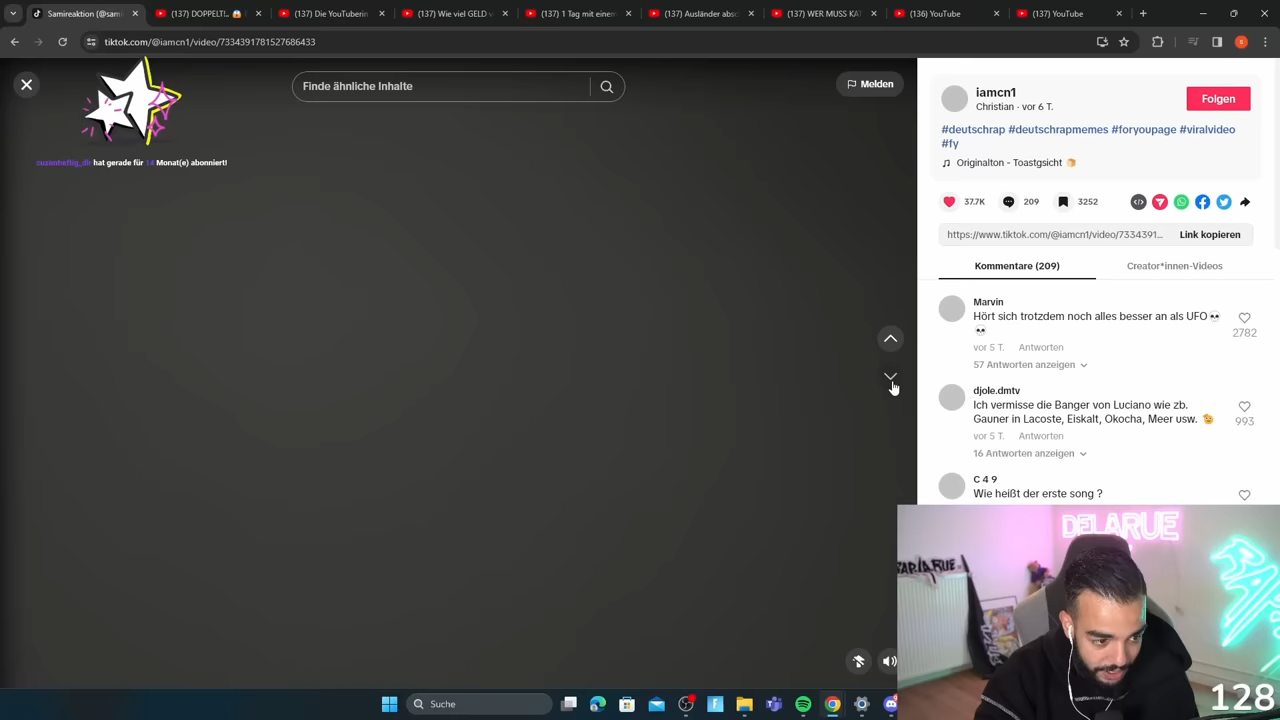 Samireaktion (@sam
(137) DOPPELT!.. 😱
(137) Die YouTuberin
(137) Wie viel GELD v
(137) 1 Tag mit einem
(137) Ausländer absc
(137) WER MUSS KA
(136) YouTube
(137) YouTube
tiktok.com/@iamcn1/video/7334391781527686433
S
Finde ähnliche Inhalte
Melden
hat gerade für 14 Monat(e) abonniert!
iamcn1
Christian · vor 6 T.
Folgen
#deutschrap #deutschrapmemes #foryoupage #viralvideo
#fy
Originalton - Toastgsicht 🍞
37.7K
209
3252
https://www.tiktok.com/@iamcn1/video/7334391...
Link kopieren
Kommentare (209)
Creator*innen-Videos
Marvin
Hört sich trotzdem noch alles besser an als UFO💀
💀
2782
vor 5 T. Antworten
57 Antworten anzeigen
djole.dmtv
Ich vermisse die Banger von Luciano wie zb.
Gauner in Lacoste, Eiskalt, Okocha, Meer usw. 🫡
993
vor 5 T. Antworten
16 Antworten anzeigen
C 4 9
Wie heißt der erste song ?
DELARUE
Suche
128